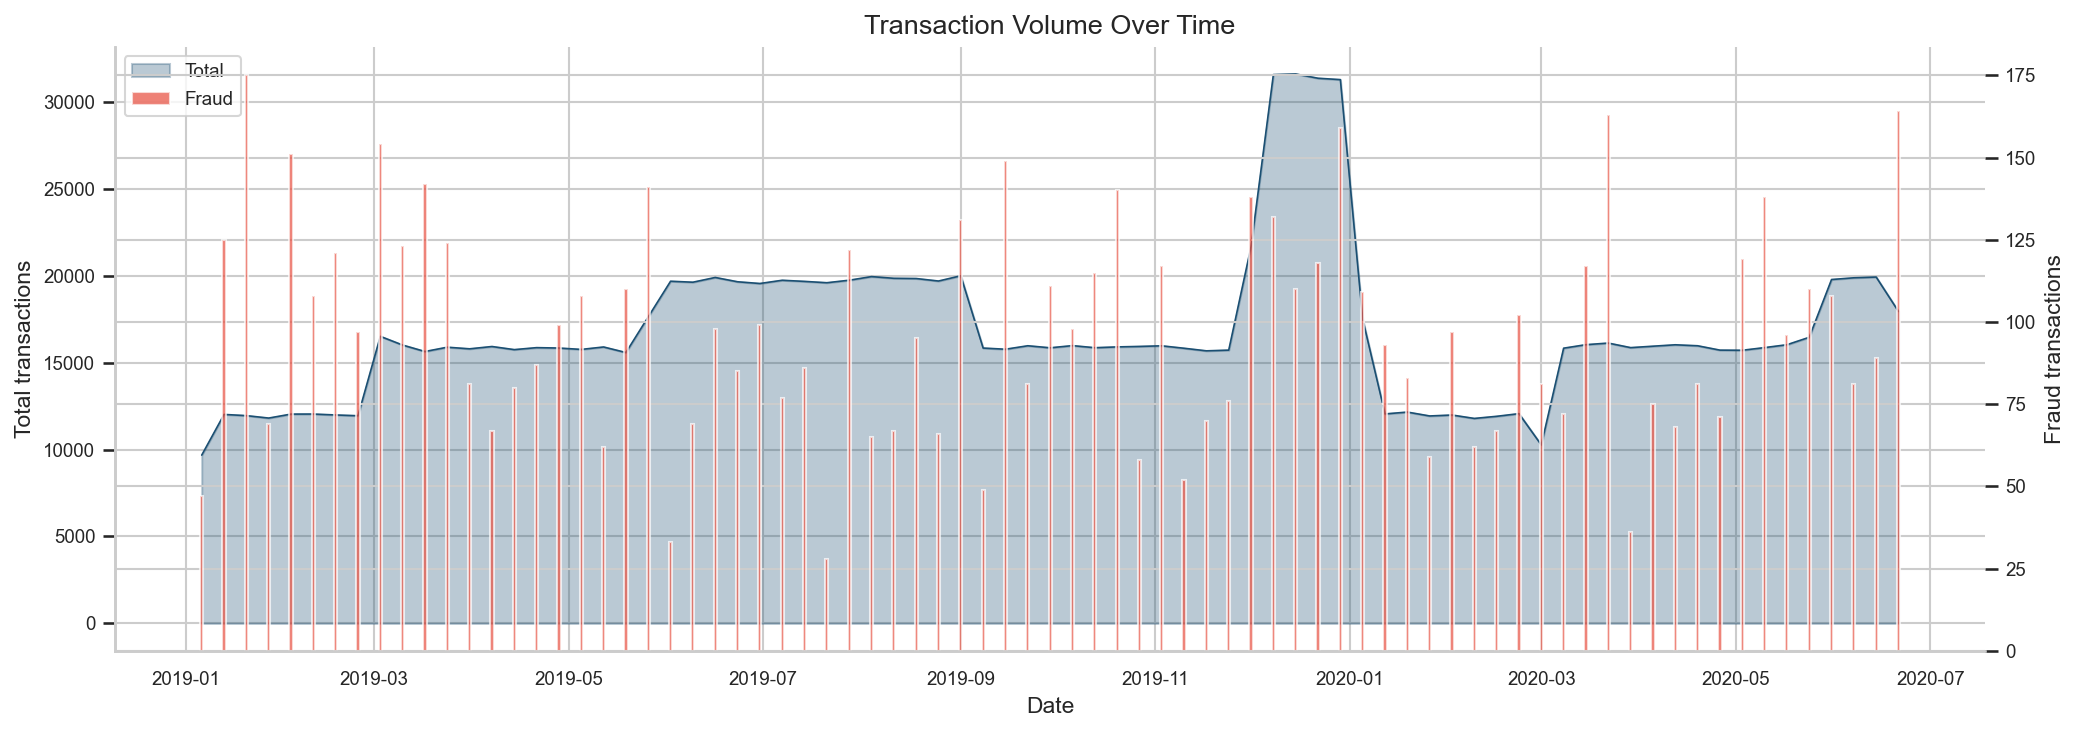 Transaction Volume Over Time
Total
Fraud
30000
25000
20000
15000
10000
5000
0
Total transactions
175
150
125
100
75
50
25
0
Fraud transactions
2019-01 2019-03 2019-05 2019-07 2019-09 2019-11 2020-01 2020-03 2020-05 2020-07
Date